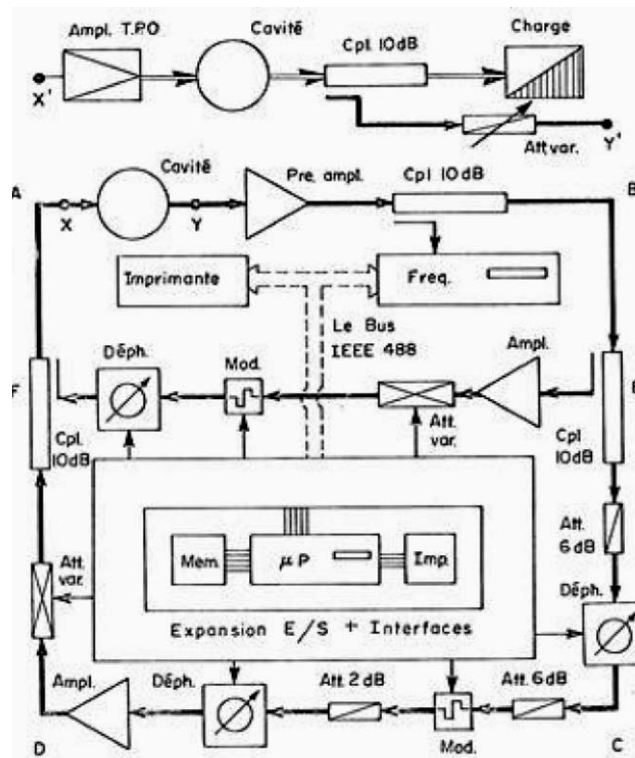 Ampl. T.P.O
Cavité
Cpl. 10dB
Charge
X'
Att.var.
Y'
A
Cavité
Pre. ampl.
Cpl 10dB
B
X
Y
Imprimante
Freq.
Le Bus
IEEE 488
Déph.
Mod.
Ampl.
Att.
var.
F
Cpl.
10dB
E
Cpl
10dB
Att.
6dB
Mem.
μP
Imp.
Att.
var.
Déph.
Expansion E/S + Interfaces
Ampl.
Déph.
Att. 2 dB
Att. 6dB
D
Mod.
C